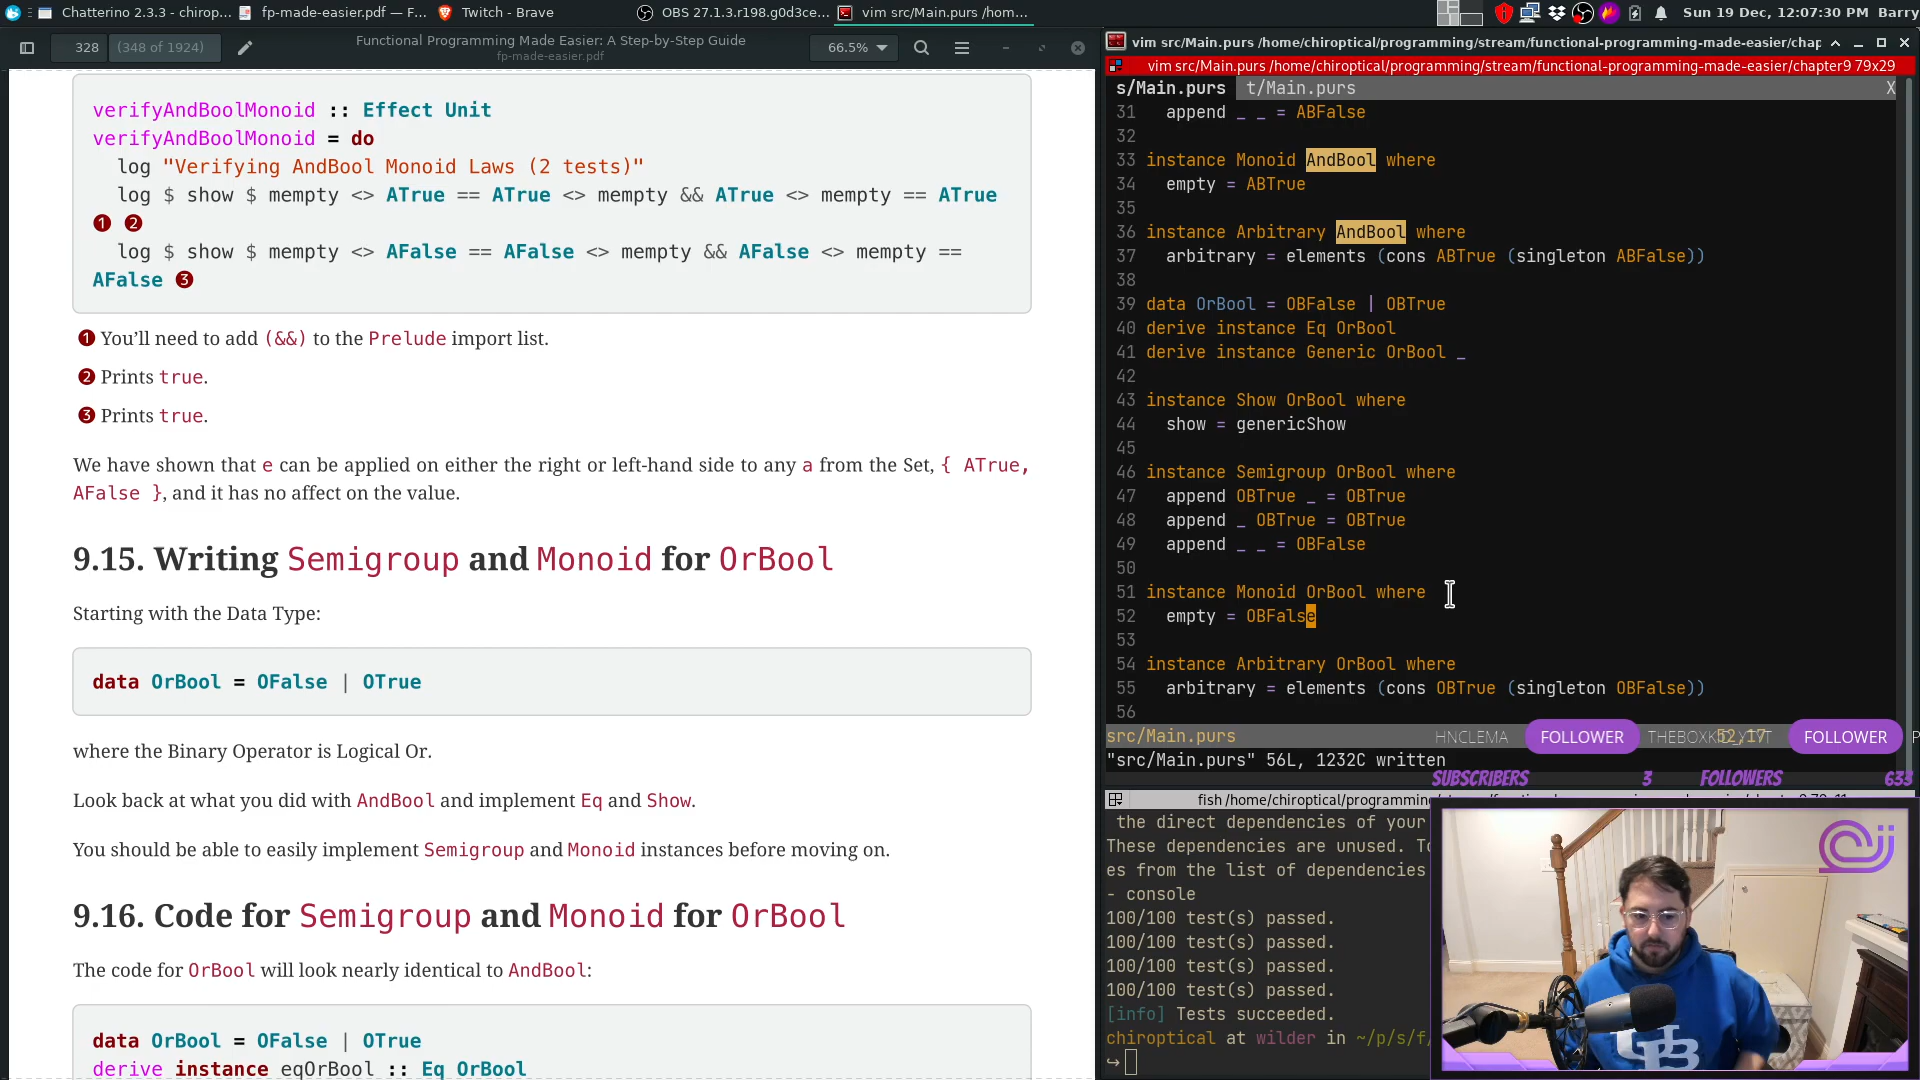 Chatterino 2.3.3 - chirop...
fp-made-easier.pdf — F...
Twitch - Brave
OBS 27.1.3.r198.g0d3ce...
vim src/Main.purs /hom...
Sun 19 Dec, 12:07:30 PM Barry
328 (348 of 1924)
Functional Programming Made Easier: A Step-by-Step Guide
fp-made-easier.pdf
66.5%
verifyAndBoolMonoid :: Effect Unit
verifyAndBoolMonoid = do
log "Verifying AndBool Monoid Laws (2 tests)"
log $ show $ mempty <> ATrue == ATrue <> mempty && ATrue <> mempty == ATrue
1 2
log $ show $ mempty <> AFalse == AFalse <> mempty && AFalse <> mempty ==
AFalse 3
1 You’ll need to add (&&) to the Prelude import list.
2 Prints true.
3 Prints true.
We have shown that e can be applied on either the right or left-hand side to any a from the Set, { ATrue,
AFalse }, and it has no affect on the value.
9.15. Writing Semigroup and Monoid for OrBool
Starting with the Data Type:
data OrBool = OFalse | OTrue
where the Binary Operator is Logical Or.
Look back at what you did with AndBool and implement Eq and Show.
You should be able to easily implement Semigroup and Monoid instances before moving on.
9.16. Code for Semigroup and Monoid for OrBool
The code for OrBool will look nearly identical to AndBool:
data OrBool = OFalse | OTrue
derive instance eqOrBool :: Eq OrBool
vim src/Main.purs /home/chiroptical/programming/stream/functional-programming-made-easier/chap
vim src/Main.purs /home/chiroptical/programming/stream/functional-programming-made-easier/chapter9 79x29
s/Main.purs t/Main.purs X
31 append _ _ = ABFalse
32
33 instance Monoid AndBool where
34 empty = ABTrue
35
36 instance Arbitrary AndBool where
37 arbitrary = elements (cons ABTrue (singleton ABFalse))
38
39 data OrBool = OBFalse | OBTrue
40 derive instance Eq OrBool
41 derive instance Generic OrBool _
42
43 instance Show OrBool where
44 show = genericShow
45
46 instance Semigroup OrBool where
47 append OBTrue _ = OBTrue
48 append _ OBTrue = OBTrue
49 append _ _ = OBFalse
50
51 instance Monoid OrBool where
52 empty = OBFalse
53
54 instance Arbitrary OrBool where
55 arbitrary = elements (cons OBTrue (singleton OBFalse))
56
src/Main.purs 52,17
HNCLEMA FOLLOWER FOLLOWER
"src/Main.purs" 56L, 1232C written
SUBSCRIBERS 3 FOLLOWERS 633
fish /home/chiroptical/programming
the direct dependencies of your
These dependencies are unused. To
es from the list of dependencies
- console
100/100 test(s) passed.
100/100 test(s) passed.
100/100 test(s) passed.
100/100 test(s) passed.
[info] Tests succeeded.
chiroptical at wilder in ~/p/s/f/